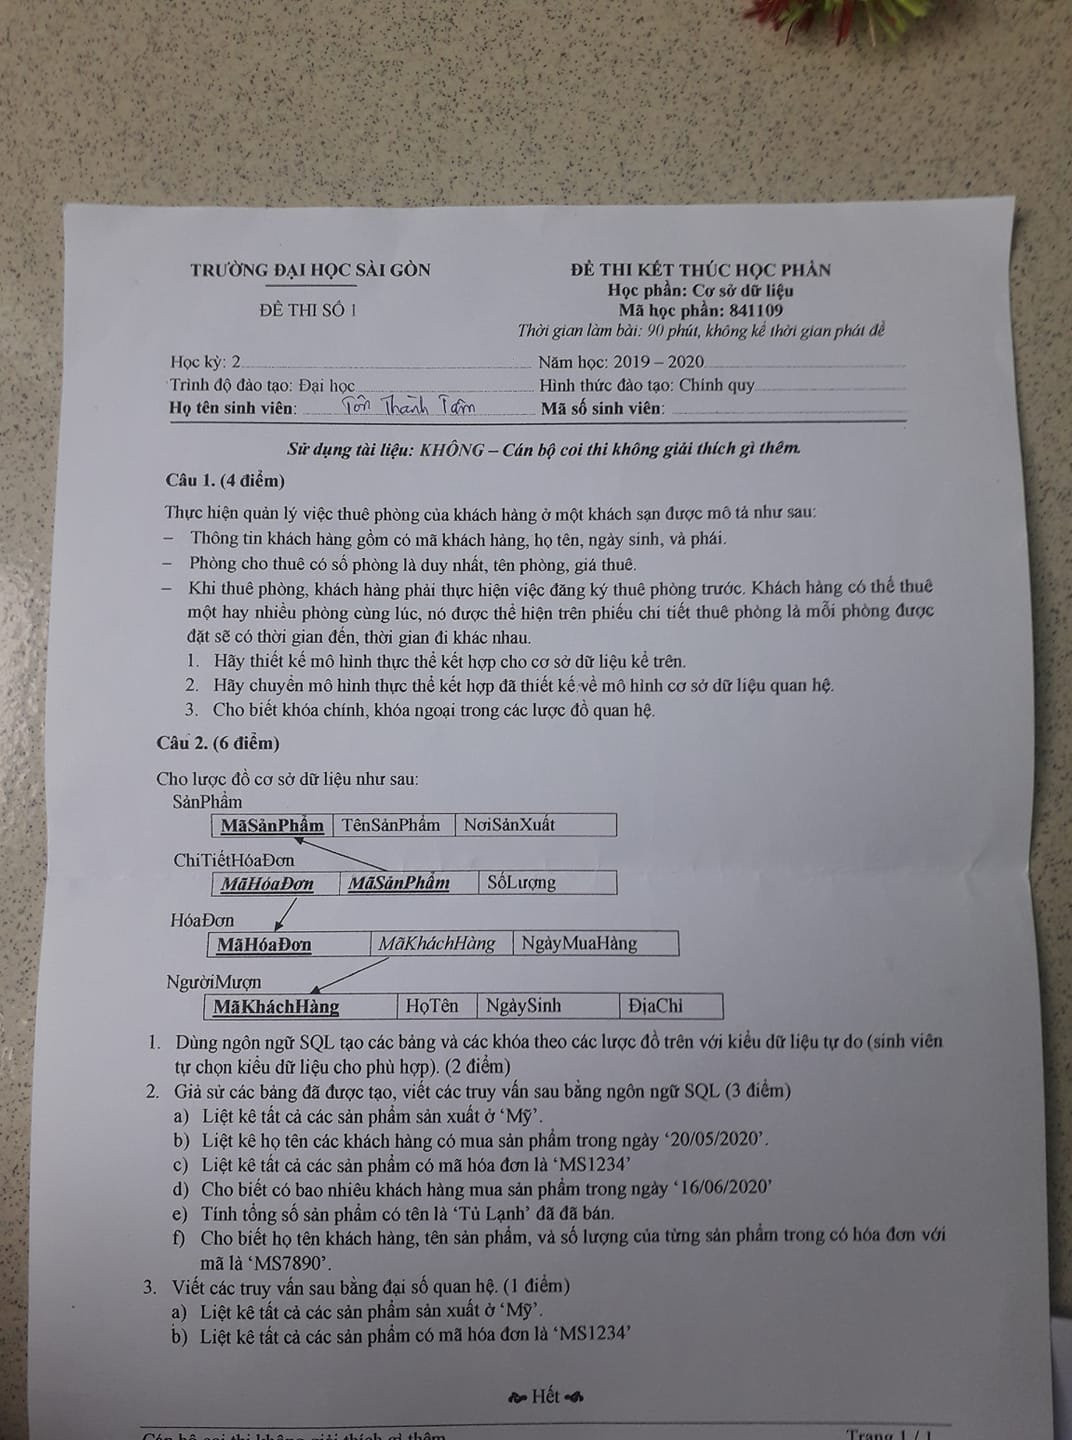 TRƯỜNG ĐẠI HỌC SÀI GÒN
ĐỀ THI SỐ 1
ĐỀ THI KẾT THÚC HỌC PHẦN
Học phần: Cơ sở dữ liệu
Mã học phần: 841109
Thời gian làm bài: 90 phút, không kể thời gian phát đề
Học kỳ: 2 Năm học: 2019 – 2020
Trình độ đào tạo: Đại học Hình thức đào tạo: Chính quy
Họ tên sinh viên: Tôn Thành Tâm Mã số sinh viên:
Sử dụng tài liệu: KHÔNG – Cán bộ coi thi không giải thích gì thêm.
Câu 1. (4 điểm)
Thực hiện quản lý việc thuê phòng của khách hàng ở một khách sạn được mô tả như sau:
– Thông tin khách hàng gồm có mã khách hàng, họ tên, ngày sinh, và phái.
– Phòng cho thuê có số phòng là duy nhất, tên phòng, giá thuê.
– Khi thuê phòng, khách hàng phải thực hiện việc đăng ký thuê phòng trước. Khách hàng có thể thuê
một hay nhiều phòng cùng lúc, nó được thể hiện trên phiếu chi tiết thuê phòng là mỗi phòng được
đặt sẽ có thời gian đến, thời gian đi khác nhau.
1. Hãy thiết kế mô hình thực thể kết hợp cho cơ sở dữ liệu kể trên.
2. Hãy chuyển mô hình thực thể kết hợp đã thiết kế về mô hình cơ sở dữ liệu quan hệ.
3. Cho biết khóa chính, khóa ngoại trong các lược đồ quan hệ.
Câu 2. (6 điểm)
Cho lược đồ cơ sở dữ liệu như sau:
SảnPhẩm
MãSảnPhẩm TênSảnPhẩm NơiSảnXuất
ChiTiếtHóaĐơn
MãHóaĐơn MãSảnPhẩm SốLượng
HóaĐơn
MãHóaĐơn MãKháchHàng NgàyMuaHàng
NgườiMượn
MãKháchHàng HọTên NgàySinh ĐịaChỉ
1. Dùng ngôn ngữ SQL tạo các bảng và các khóa theo các lược đồ trên với kiểu dữ liệu tự do (sinh viên
tự chọn kiểu dữ liệu cho phù hợp). (2 điểm)
2. Giả sử các bảng đã được tạo, viết các truy vấn sau bằng ngôn ngữ SQL (3 điểm)
a) Liệt kê tất cả các sản phẩm sản xuất ở ‘Mỹ’.
b) Liệt kê họ tên các khách hàng có mua sản phẩm trong ngày ‘20/05/2020’.
c) Liệt kê tất cả các sản phẩm có mã hóa đơn là ‘MS1234’
d) Cho biết có bao nhiêu khách hàng mua sản phẩm trong ngày ‘16/06/2020’
e) Tính tổng số sản phẩm có tên là ‘Tủ Lạnh’ đã đã bán.
f) Cho biết họ tên khách hàng, tên sản phẩm, và số lượng của từng sản phẩm trong có hóa đơn với
mã là ‘MS7890’.
3. Viết các truy vấn sau bằng đại số quan hệ. (1 điểm)
a) Liệt kê tất cả các sản phẩm sản xuất ở ‘Mỹ’.
b) Liệt kê tất cả các sản phẩm có mã hóa đơn là ‘MS1234’
Hết
Cán bộ coi thi không giải thích gì thêm Trang 1 / 1